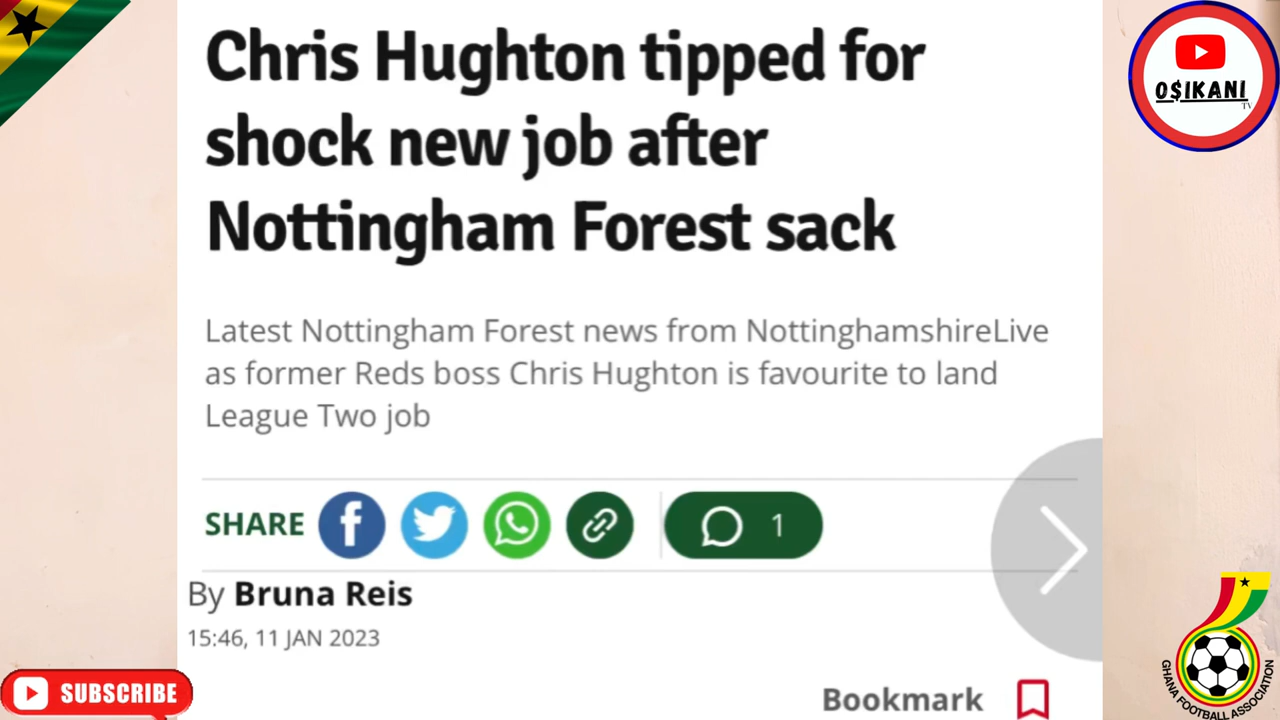 Chris Hughton tipped for
shock new job after
Nottingham Forest sack
Latest Nottingham Forest news from NottinghamshireLive
as former Reds boss Chris Hughton is favourite to land
League Two job
SHARE
1
By Bruna Reis
15:46, 11 JAN 2023
Bookmark
O$IKANI
TV
SUBSCRIBE
GHANA FOOTBALL ASSOCIATION